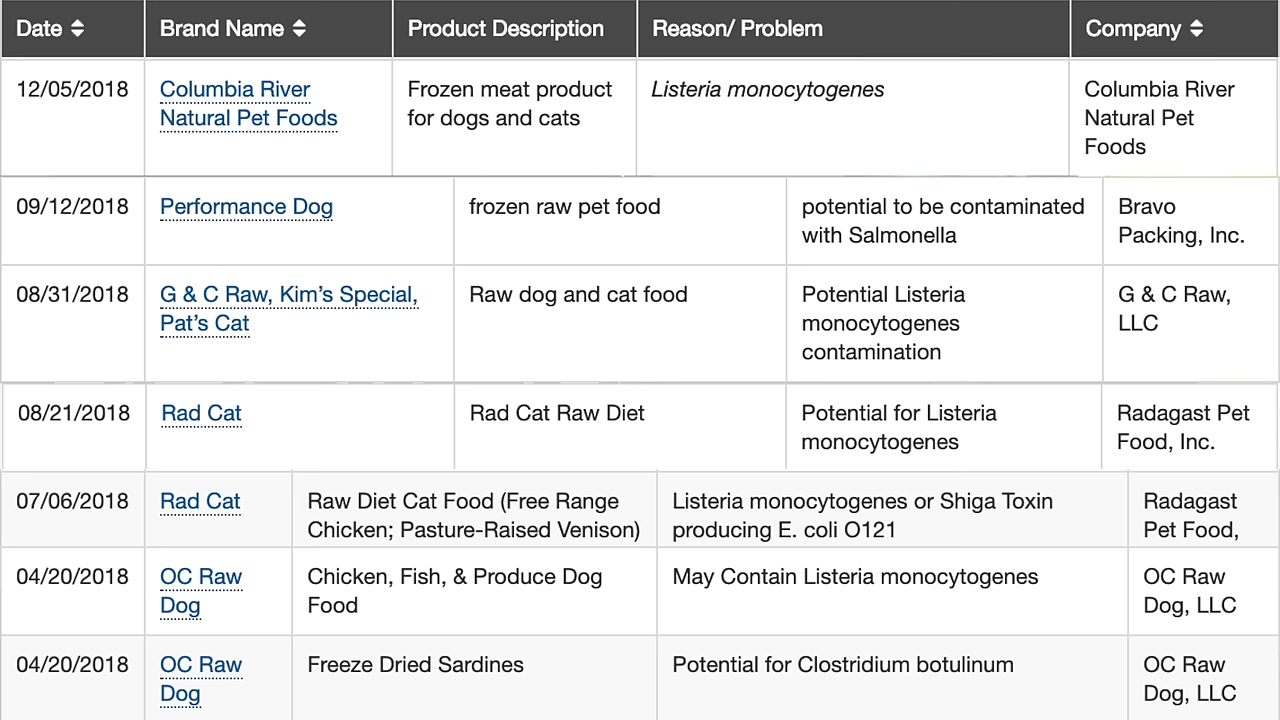 Date Brand Name Product Description Reason/ Problem Company
12/05/2018 Columbia River Frozen meat product Listeria monocytogenes Columbia River
Natural Pet Foods for dogs and cats Natural Pet
Foods
09/12/2018 Performance Dog frozen raw pet food potential to be contaminated Bravo
with Salmonella Packing, Inc.
08/31/2018 G & C Raw, Kim’s Special, Raw dog and cat food Potential Listeria G & C Raw,
Pat’s Cat monocytogenes LLC
contamination
08/21/2018 Rad Cat Rad Cat Raw Diet Potential for Listeria Radagast Pet
monocytogenes Food, Inc.
07/06/2018 Rad Cat Raw Diet Cat Food (Free Range Listeria monocytogenes or Shiga Toxin Radagast
Chicken; Pasture-Raised Venison) producing E. coli O121 Pet Food,
04/20/2018 OC Raw Chicken, Fish, & Produce Dog May Contain Listeria monocytogenes OC Raw
Dog Food Dog, LLC
04/20/2018 OC Raw Freeze Dried Sardines Potential for Clostridium botulinum OC Raw
Dog Dog, LLC